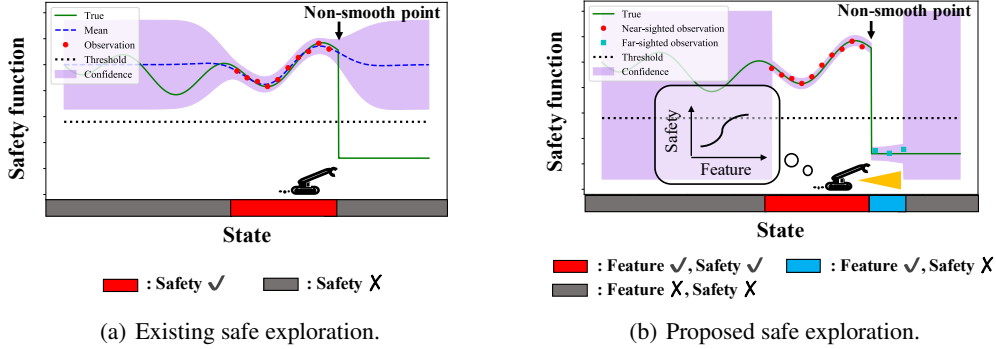 Non-smooth point
True
Mean
Observation
Threshold
Confidence
Safety function
State
: Safety ✓
: Safety ✗
(a) Existing safe exploration.
Non-smooth point
True
Near-sighted observation
Far-sighted observation
Threshold
Confidence
Safety function
Safety
Feature
State
: Feature ✓, Safety ✓
: Feature ✓, Safety ✗
: Feature ✗, Safety ✗
(b) Proposed safe exploration.